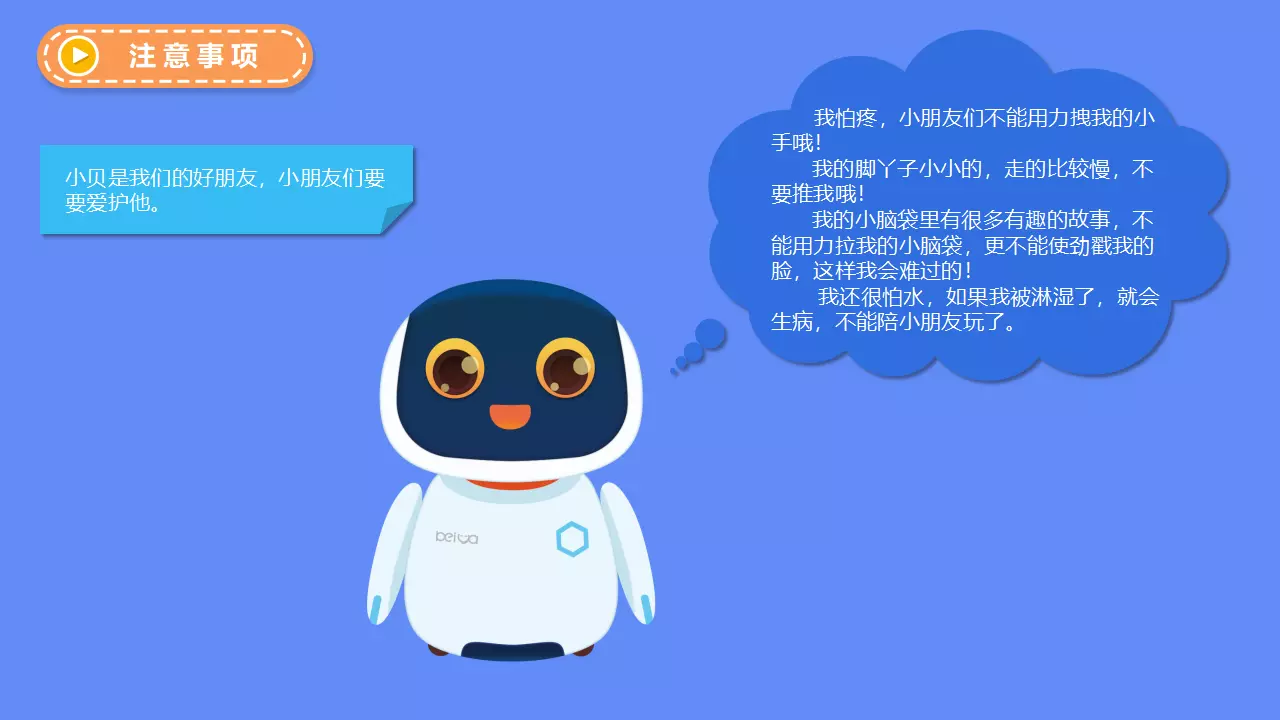 注意事项
小贝是我们的好朋友，小朋友们要
要爱护他。
我怕疼，小朋友们不能用力拽我的小
手哦！
我的脚丫子小小的，走的比较慢，不
要推我哦！
我的小脑袋里有很多有趣的故事，不
能用力拉我的小脑袋，更不能使劲戳我的
脸，这样我会难过的！
我还很怕水，如果我被淋湿了，就会
生病，不能陪小朋友玩了。
beiwa